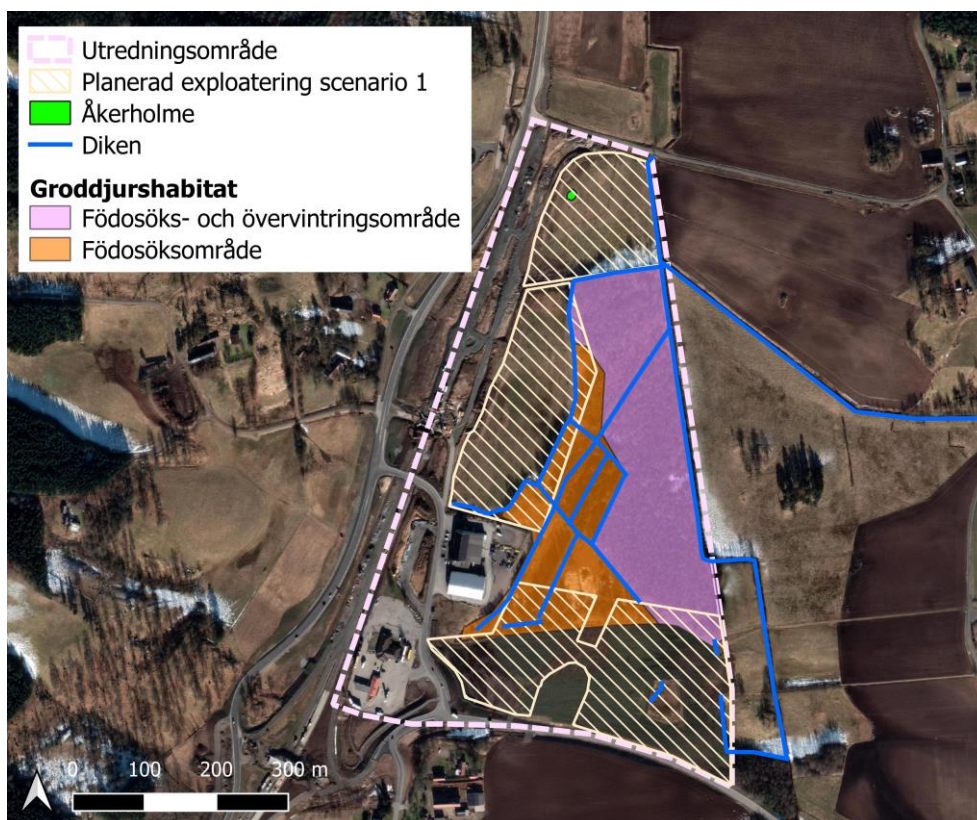 Utredningsområde
Planerad exploatering scenario 1
Åkerholme
Diken
Groddjurshabitat
Födosöks- och övervintringsområde
Födosöksområde
0 100 200 300 m